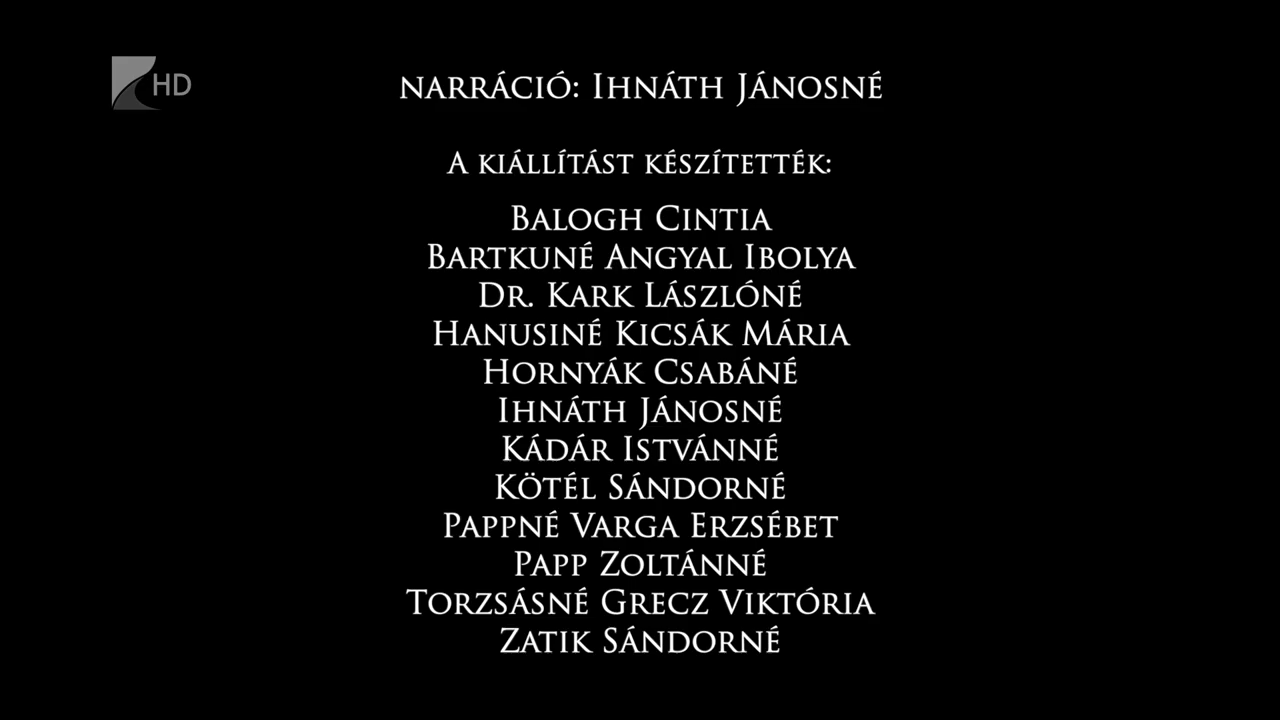 HD
NARRÁCIÓ: IHNÁTH JÁNOSNÉ
A KIÁLLÍTÁST KÉSZÍTETTÉK:
BALOGH CINTIA
BARTKUNÉ ANGYAL IBOLYA
DR. KARK LÁSZLÓNÉ
HANUSINÉ KICSÁK MÁRIA
HORNYÁK CSABÁNÉ
IHNÁTH JÁNOSNÉ
KÁDÁR ISTVÁNNÉ
KÖTÉL SÁNDORNÉ
PAPPNÉ VARGA ERZSÉBET
PAPP ZOLTÁNNÉ
TORZSÁSNÉ GRECZ VIKTÓRIA
ZATIK SÁNDORNÉ